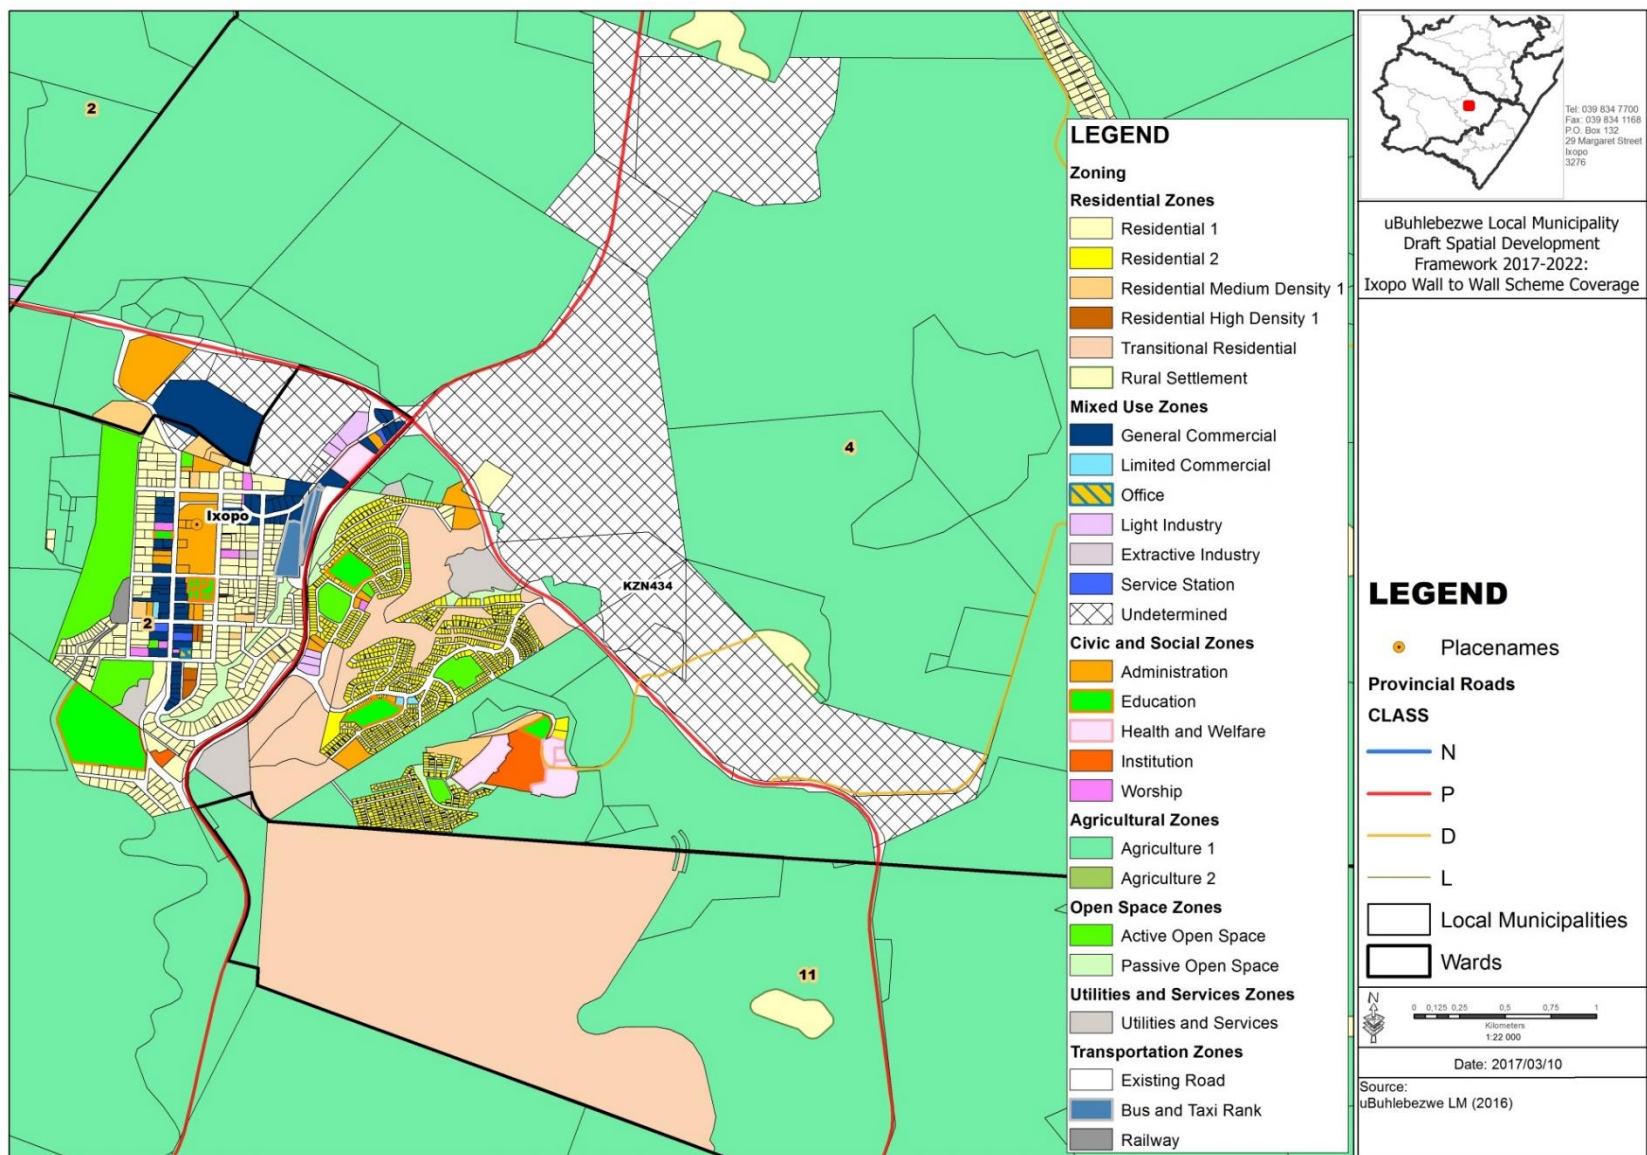 2
4
Ixopo
KZN434
2
11
LEGEND
Zoning
Residential Zones
Residential 1
Residential 2
Residential Medium Density 1
Residential High Density 1
Transitional Residential
Rural Settlement
Mixed Use Zones
General Commercial
Limited Commercial
Office
Light Industry
Extractive Industry
Service Station
Undetermined
Civic and Social Zones
Administration
Education
Health and Welfare
Institution
Worship
Agricultural Zones
Agriculture 1
Agriculture 2
Open Space Zones
Active Open Space
Passive Open Space
Utilities and Services Zones
Utilities and Services
Transportation Zones
Existing Road
Bus and Taxi Rank
Railway
Tel: 039 834 7700
Fax: 039 834 1168
P.O. Box 132
29 Margaret Street
Ixopo
3276
uBuhlebezwe Local Municipality
Draft Spatial Development
Framework 2017-2022:
Ixopo Wall to Wall Scheme Coverage
LEGEND
Placenames
Provincial Roads
CLASS
N
P
D
L
Local Municipalities
Wards
N
0 0,125 0,25 0,5 0,75 1
Kilometers
1:22 000
Date: 2017/03/10
Source:
uBuhlebezwe LM (2016)